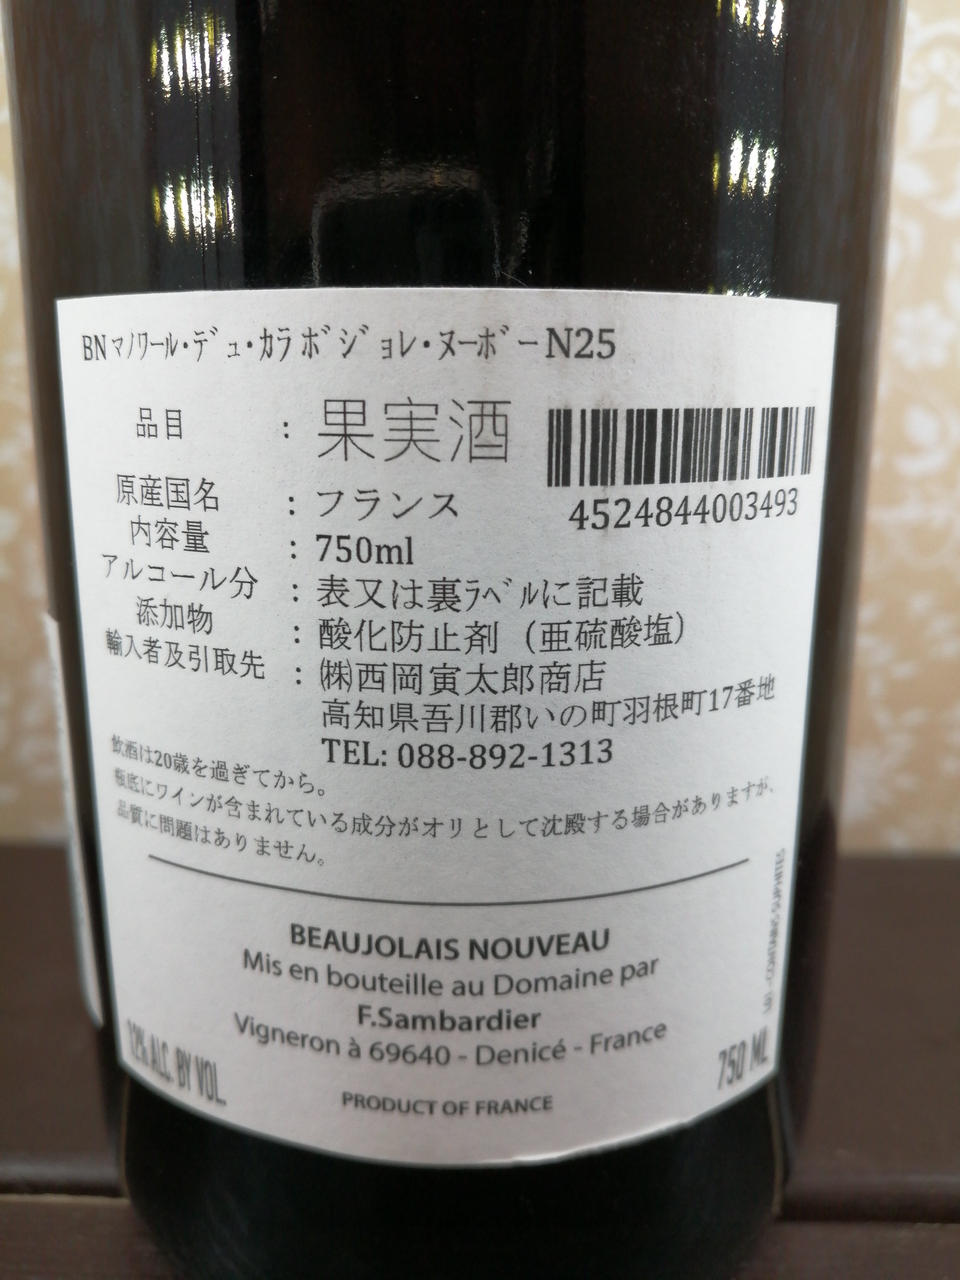 BNﾏﾉﾜｰﾙ・ﾃﾞｭ・ｶﾗ ﾎﾞｼﾞｮﾚ・ﾇｰﾎﾞｰN25
品目 : 果実酒
4524844003493
原産国名 : フランス
内容量 : 750ml
アルコール分 : 表又は裏ﾗﾍﾞﾙに記載
添加物 : 酸化防止剤（亜硫酸塩）
輸入者及引取先 : ㈱西岡寅太郎商店
高知県吾川郡いの町羽根町17番地
TEL: 088-892-1313
飲酒は20歳を過ぎてから。
瓶底にワインが含まれている成分がオリとして沈殿する場合がありますが、
品質に問題はありません。
BEAUJOLAIS NOUVEAU
Mis en bouteille au Domaine par
F.Sambardier
Vigneron à 69640 - Denicé - France
12% ALC. BY VOL.
750 ML
PRODUCT OF FRANCE
CONTAINS SULPHITES